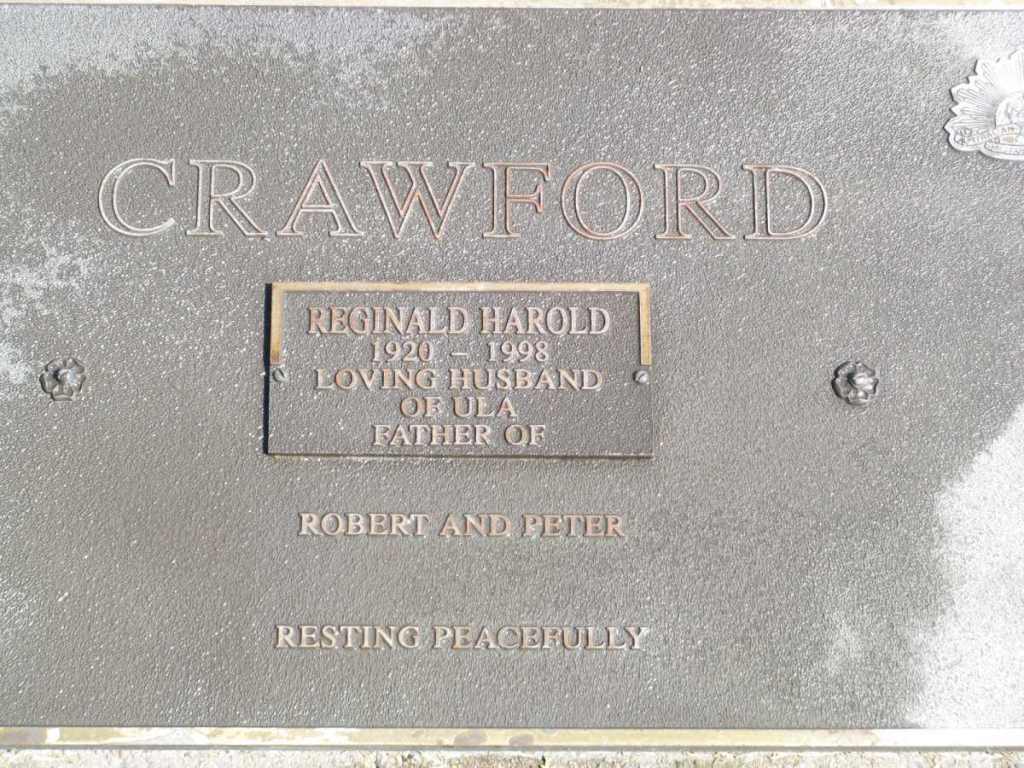 CRAWFORD
REGINALD HAROLD
1920 - 1998
LOVING HUSBAND
OF ULA
FATHER OF
ROBERT AND PETER
RESTING PEACEFULLY